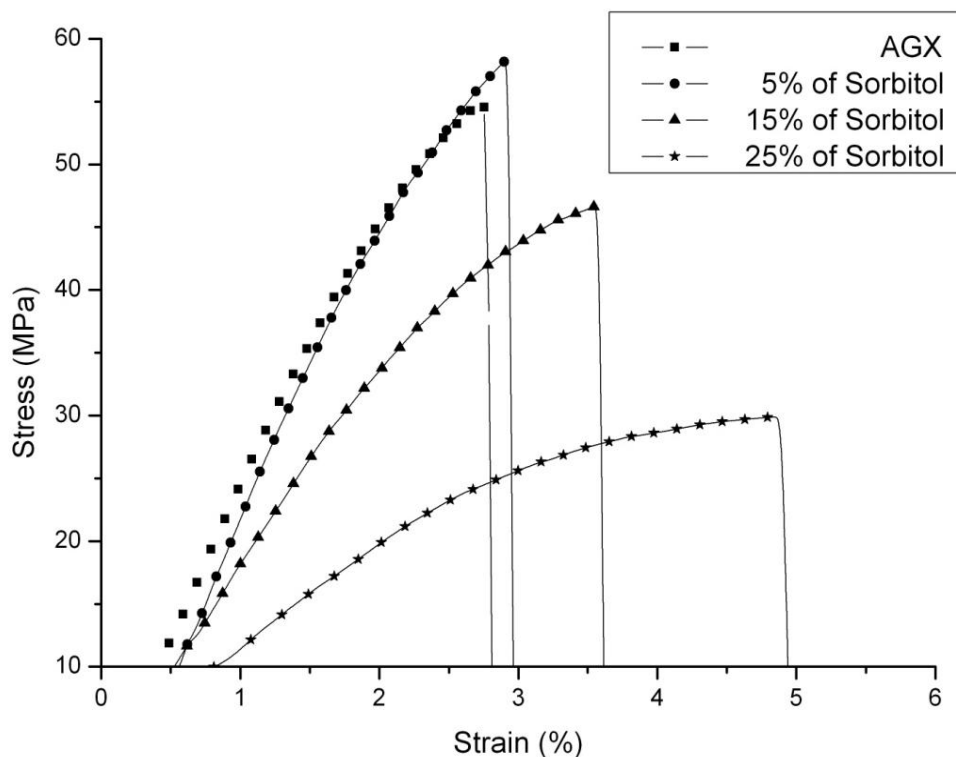 AGX
5% of Sorbitol
15% of Sorbitol
25% of Sorbitol
60
50
40
30
20
10
Stress (MPa)
0 1 2 3 4 5 6
Strain (%)